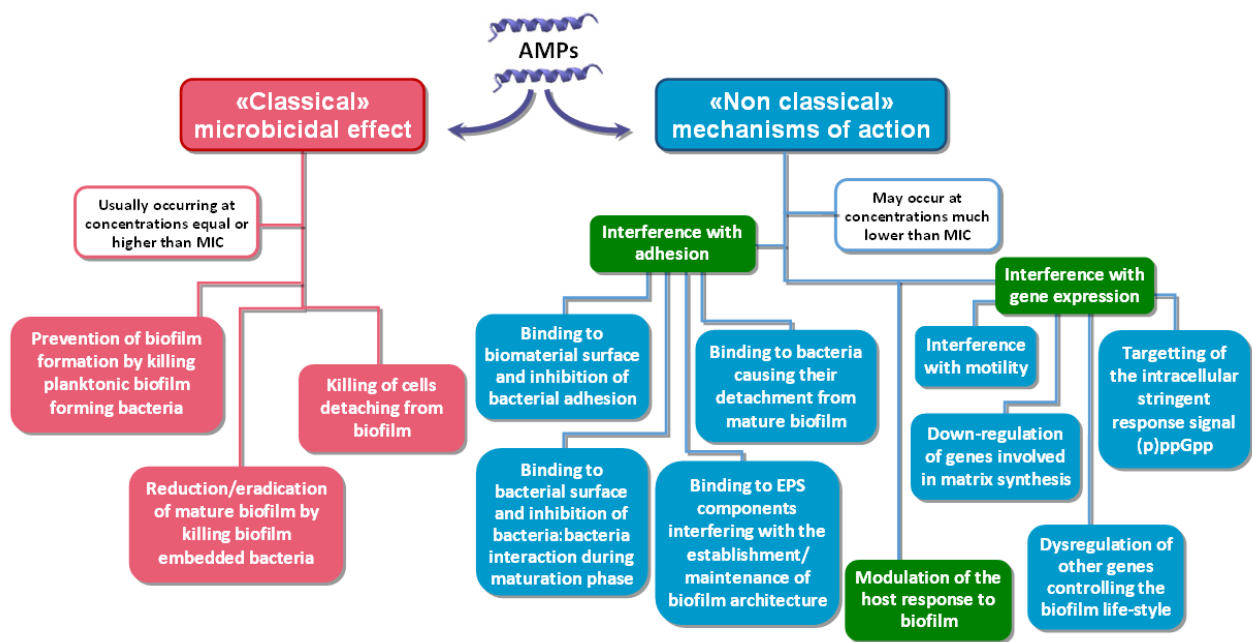 AMPs
«Classical»
microbicidal effect
«Non classical»
mechanisms of action
Usually occurring at
concentrations equal or
higher than MIC
May occur at
concentrations much
lower than MIC
Interference with
adhesion
Interference with
gene expression
Prevention of biofilm
formation by killing
planktonic biofilm
forming bacteria
Killing of cells
detaching from
biofilm
Reduction/eradication
of mature biofilm by
killing biofilm
embedded bacteria
Binding to
biomaterial surface
and inhibition of
bacterial adhesion
Binding to bacteria
causing their
detachment from
mature biofilm
Binding to
bacterial surface
and inhibition of
bacteria:bacteria
interaction during
maturation phase
Binding to EPS
components
interfering with the
establishment/
maintenance of
biofilm architecture
Interference
with motility
Targetting of
the intracellular
stringent
response signal
(p)ppGpp
Down-regulation
of genes involved
in matrix synthesis
Modulation of the
host response to
biofilm
Dysregulation of
other genes
controlling the
biofilm life-style